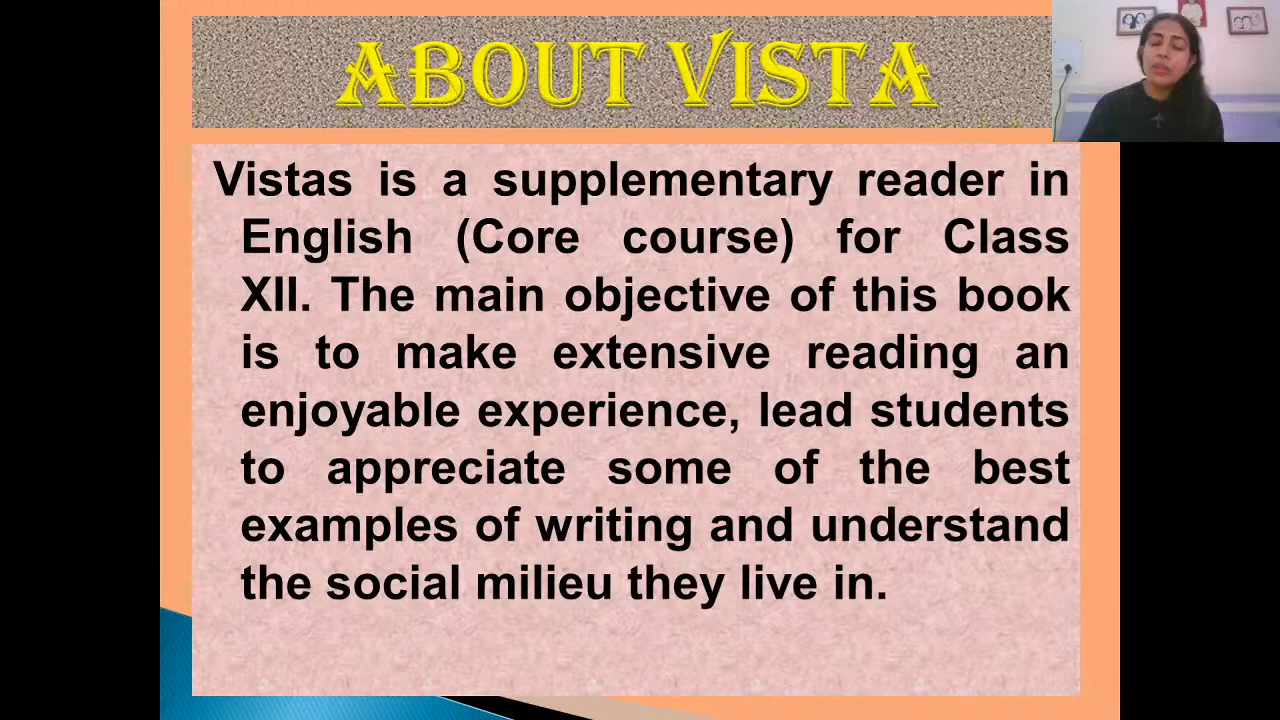 ABOUT VISTA
Vistas is a supplementary reader in
English (Core course) for Class
XII. The main objective of this book
is to make extensive reading an
enjoyable experience, lead students
to appreciate some of the best
examples of writing and understand
the social milieu they live in.